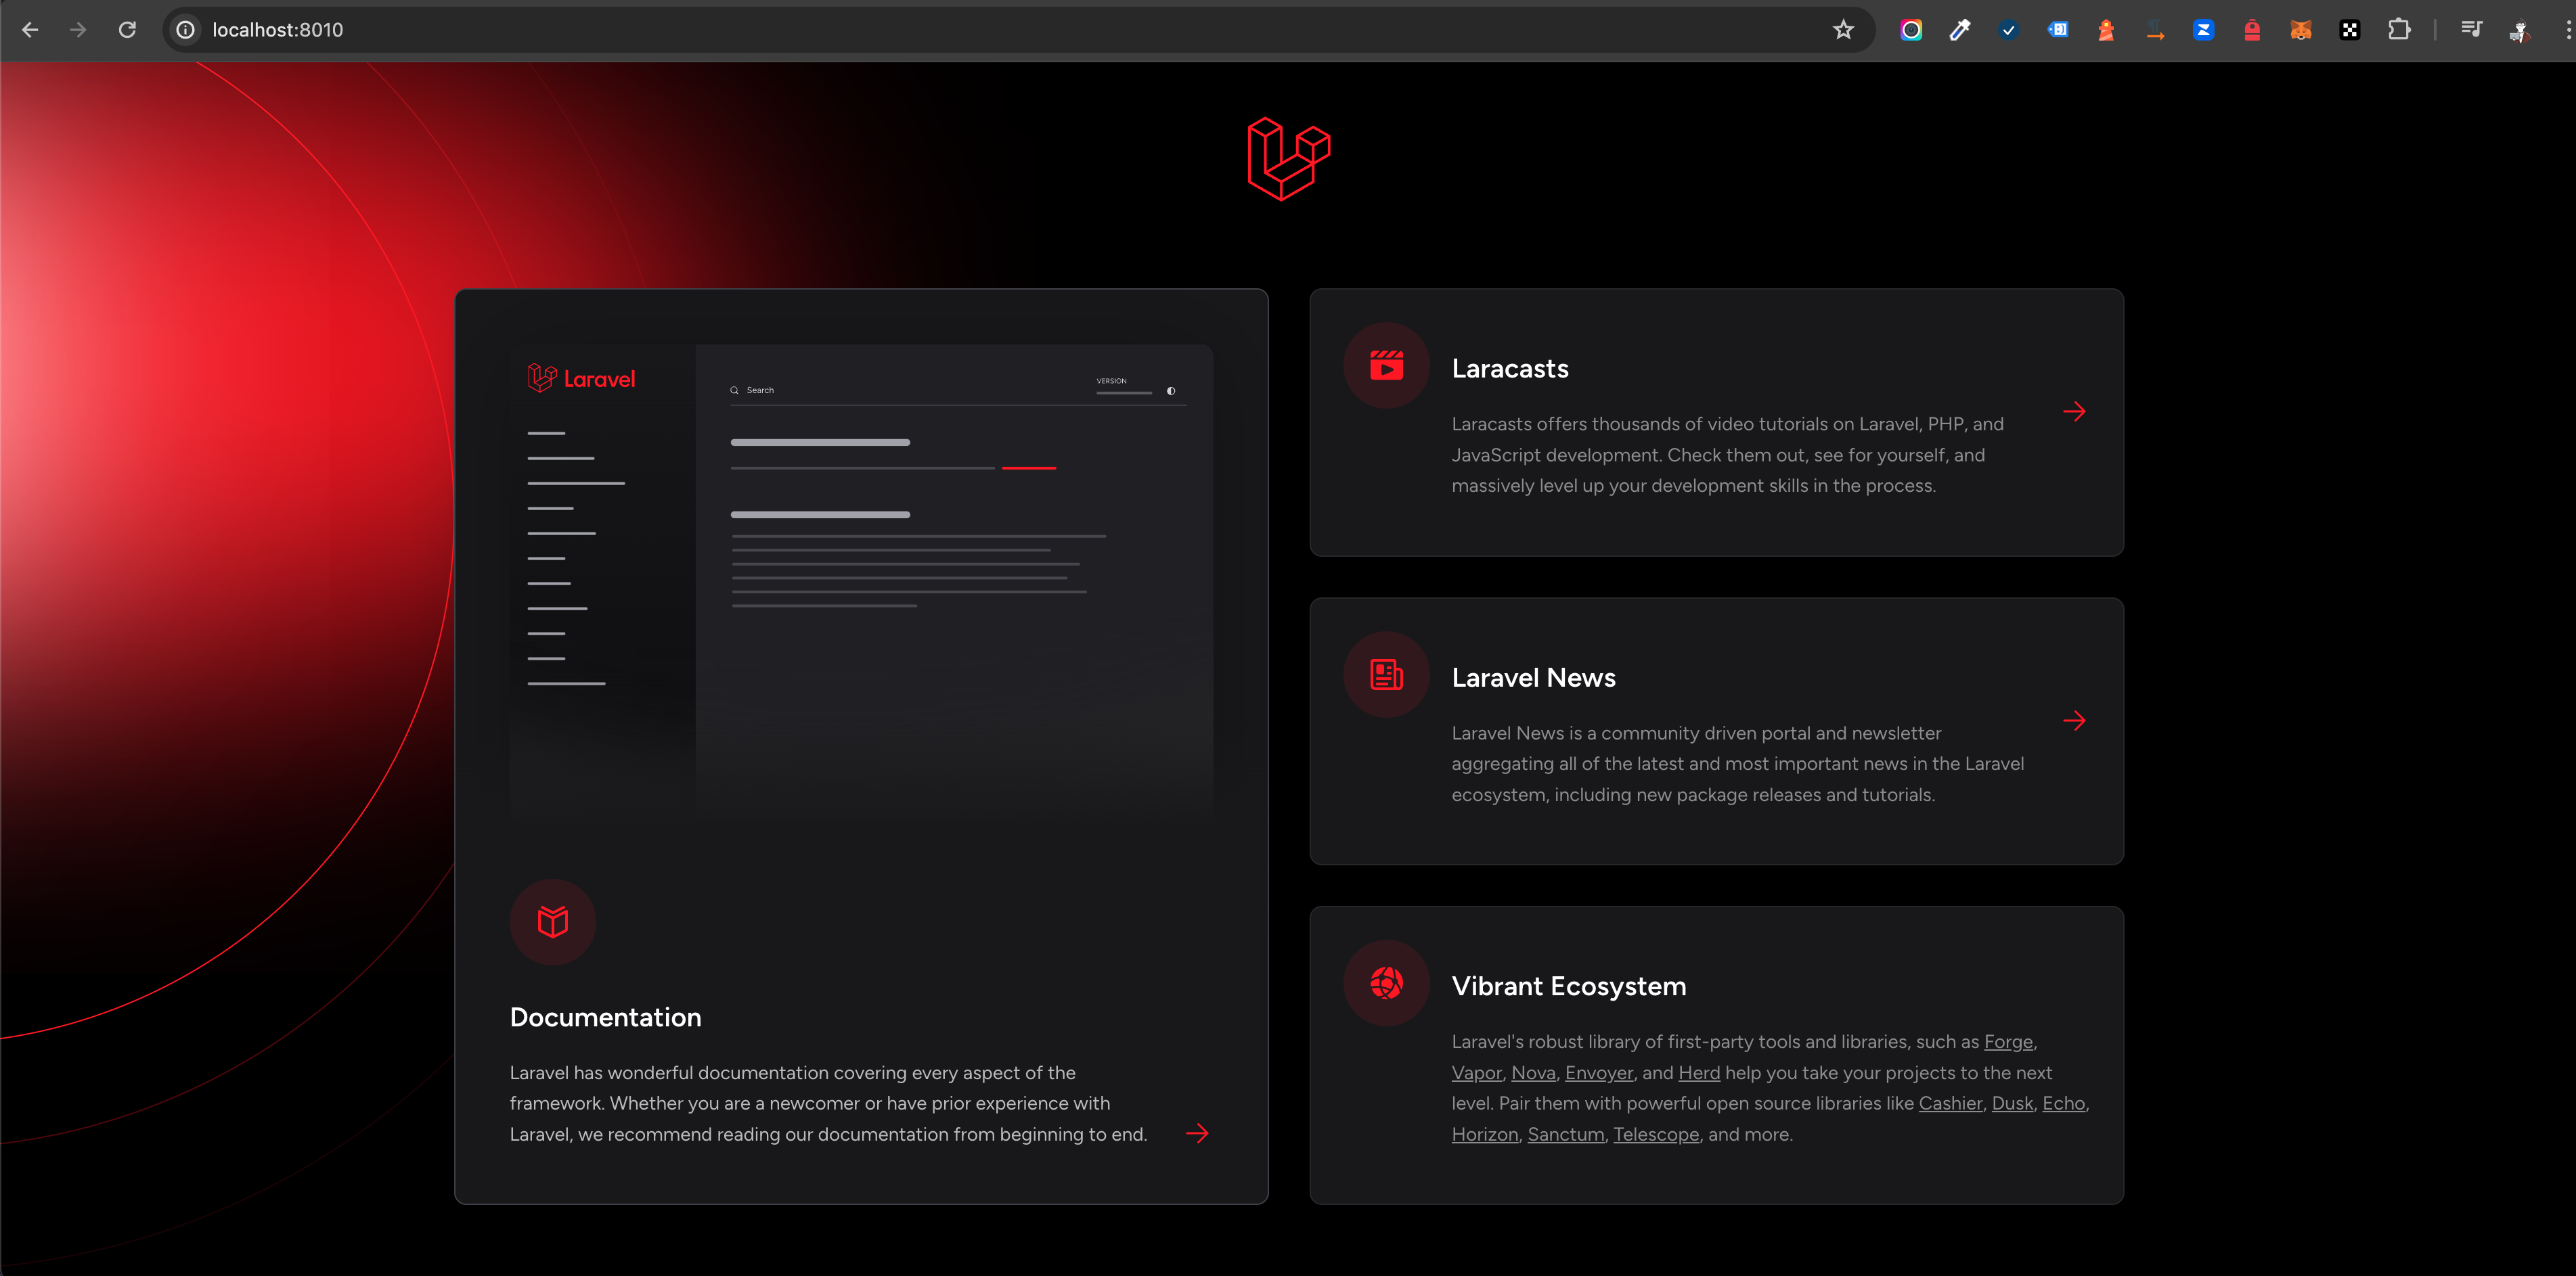 localhost:8010
Laravel
Search
VERSION
Documentation
Laravel has wonderful documentation covering every aspect of the
framework. Whether you are a newcomer or have prior experience with
Laravel, we recommend reading our documentation from beginning to end.
Laracasts
Laracasts offers thousands of video tutorials on Laravel, PHP, and
JavaScript development. Check them out, see for yourself, and
massively level up your development skills in the process.
Laravel News
Laravel News is a community driven portal and newsletter
aggregating all of the latest and most important news in the Laravel
ecosystem, including new package releases and tutorials.
Vibrant Ecosystem
Laravel's robust library of first-party tools and libraries, such as Forge,
Vapor, Nova, Envoyer, and Herd help you take your projects to the next
level. Pair them with powerful open source libraries like Cashier, Dusk, Echo,
Horizon, Sanctum, Telescope, and more.